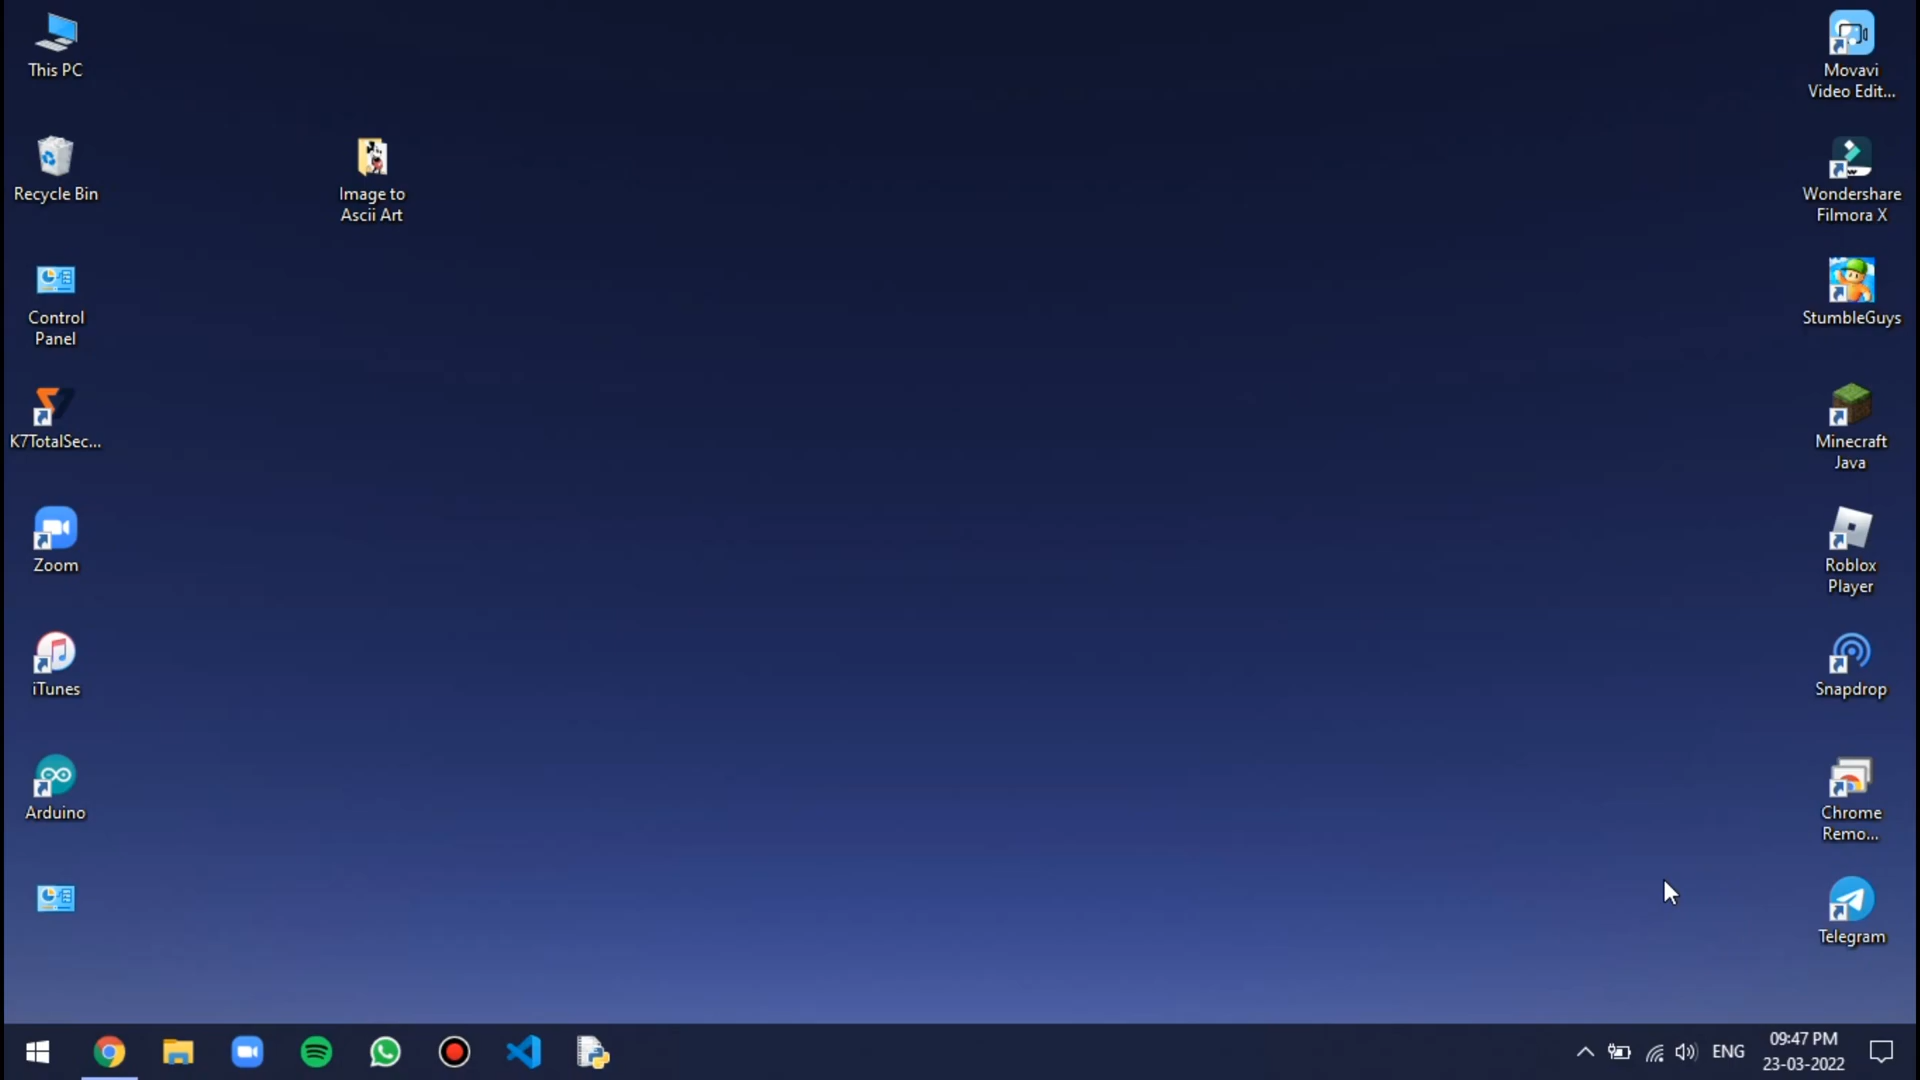 This PC
Recycle Bin
Control
Panel
K7TotalSec...
Zoom
iTunes
Arduino
Image to
Ascii Art
Movavi
Video Edit...
Wondershare
Filmora X
StumbleGuys
Minecraft
Java
Roblox
Player
Snapdrop
Chrome
Remo...
Telegram
ENG
09:47 PM
23-03-2022